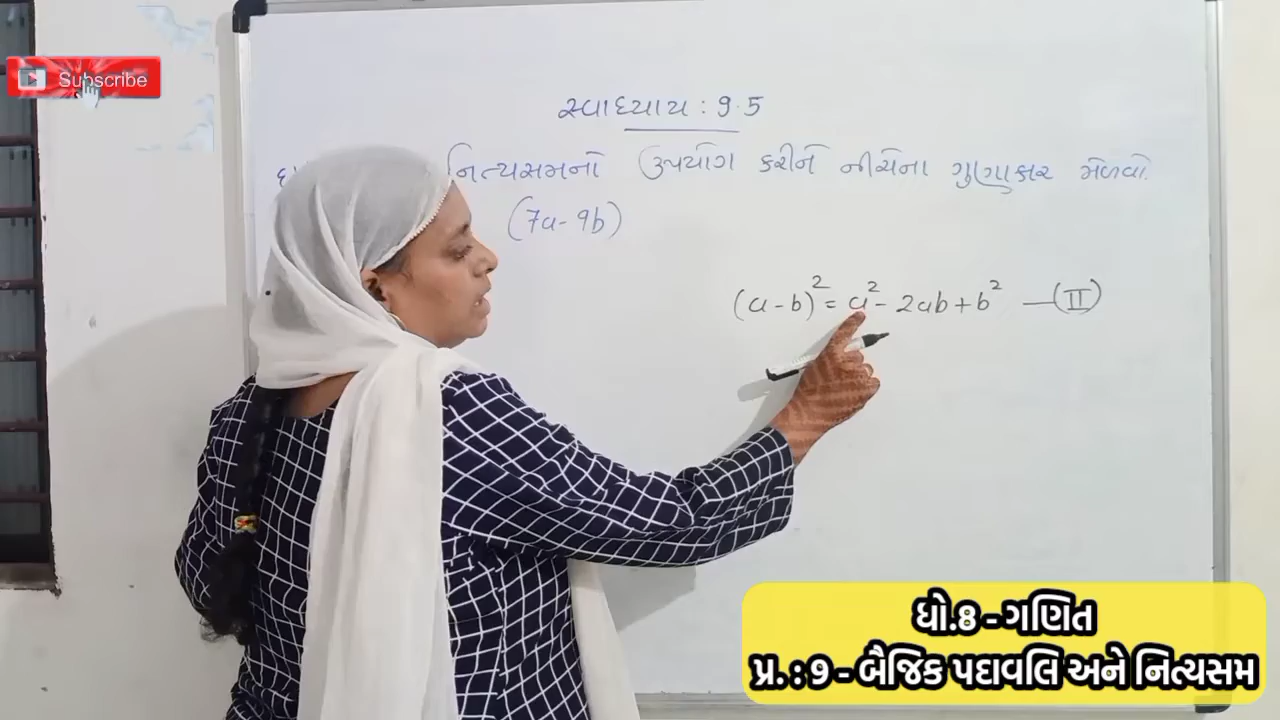 Subscribe
સ્વાધ્યાય : 9.5
નિત્યસમનો ઉપયોગ કરીને નીચેના ગુણાકાર મેળવો.
(7a - 9b)
(a - b)² = a² - 2ab + b² —(II)
ધો.8 - ગણિત
પ્ર. : 9 - બૈજિક પદાવલિ અને નિત્યસમ